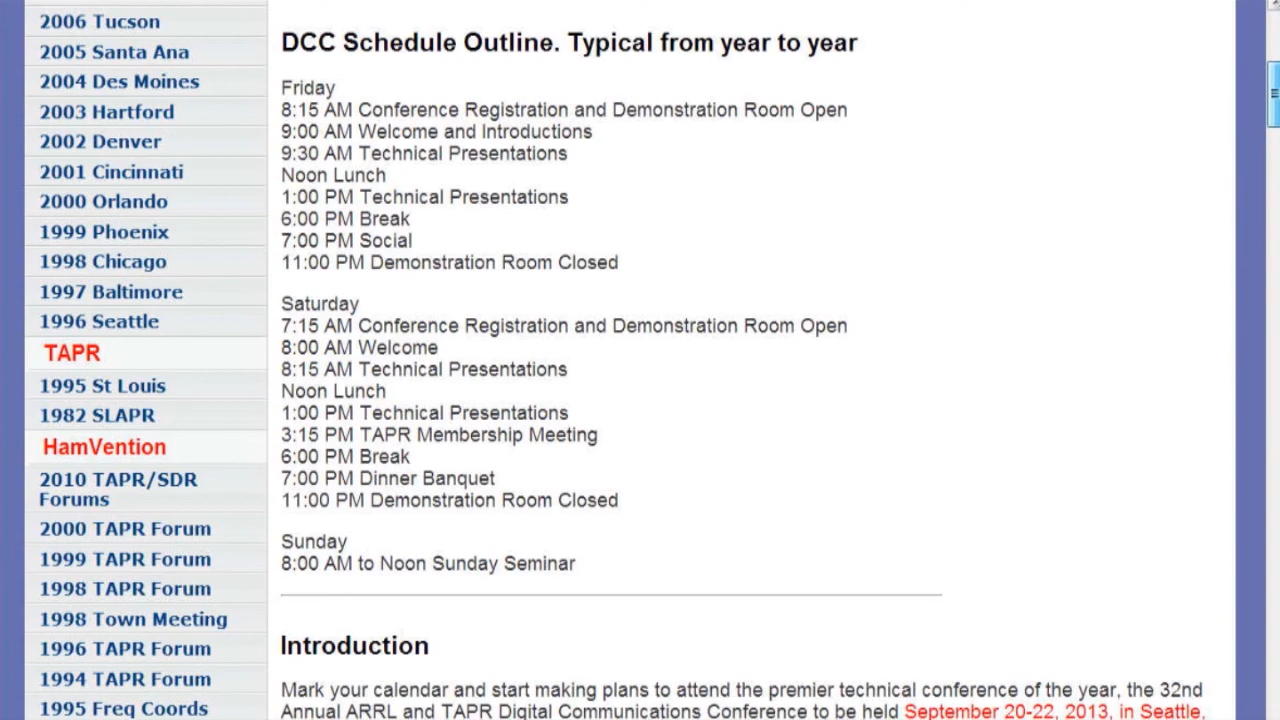 2006 Tucson
2005 Santa Ana
2004 Des Moines
2003 Hartford
2002 Denver
2001 Cincinnati
2000 Orlando
1999 Phoenix
1998 Chicago
1997 Baltimore
1996 Seattle
TAPR
1995 St Louis
1982 SLAPR
HamVention
2010 TAPR/SDR
Forums
2000 TAPR Forum
1999 TAPR Forum
1998 TAPR Forum
1998 Town Meeting
1996 TAPR Forum
1994 TAPR Forum
1995 Freq Coords
DCC Schedule Outline. Typical from year to year
Friday
8:15 AM Conference Registration and Demonstration Room Open
9:00 AM Welcome and Introductions
9:30 AM Technical Presentations
Noon Lunch
1:00 PM Technical Presentations
6:00 PM Break
7:00 PM Social
11:00 PM Demonstration Room Closed
Saturday
7:15 AM Conference Registration and Demonstration Room Open
8:00 AM Welcome
8:15 AM Technical Presentations
Noon Lunch
1:00 PM Technical Presentations
3:15 PM TAPR Membership Meeting
6:00 PM Break
7:00 PM Dinner Banquet
11:00 PM Demonstration Room Closed
Sunday
8:00 AM to Noon Sunday Seminar
Introduction
Mark your calendar and start making plans to attend the premier technical conference of the year, the 32nd
Annual ARRL and TAPR Digital Communications Conference to be held September 20-22, 2013, in Seattle,